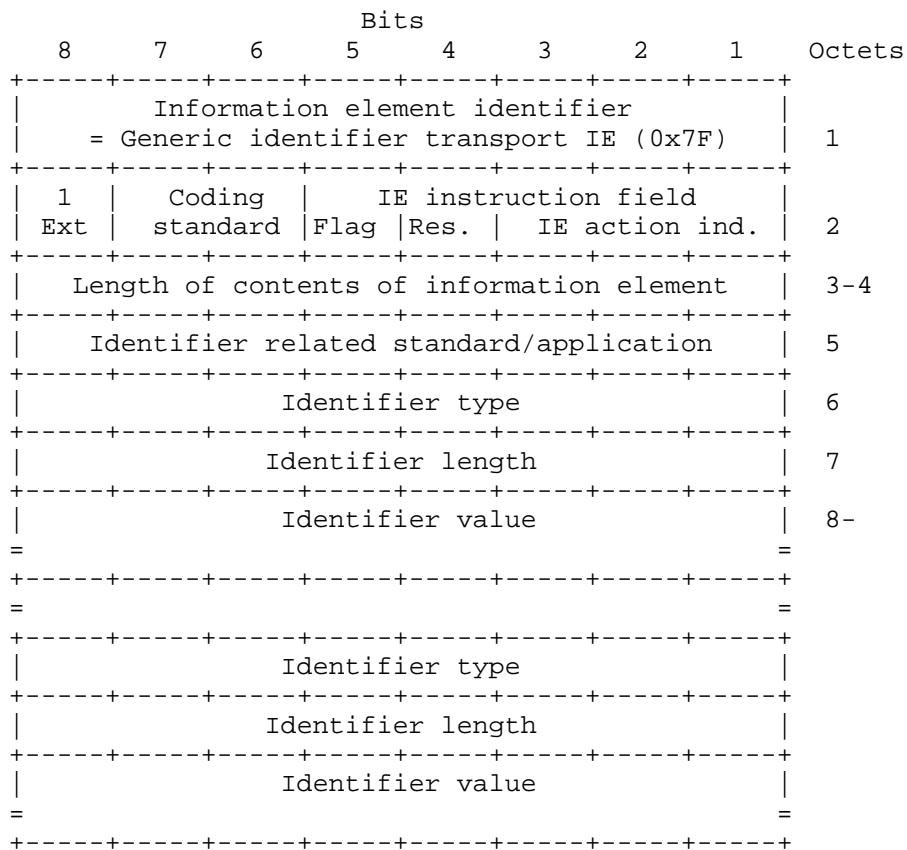 Bits
8 7 6 5 4 3 2 1 Octets
+-----+-----+-----+-----+-----+-----+-----+-----+
| Information element identifier |
| = Generic identifier transport IE (0x7F) | 1
+-----+-----+-----+-----+-----+-----+-----+-----+
| 1 | Coding | IE instruction field |
| Ext | standard |Flag |Res. | IE action ind. | 2
+-----+-----+-----+-----+-----+-----+-----+-----+
| Length of contents of information element | 3-4
+-----+-----+-----+-----+-----+-----+-----+-----+
| Identifier related standard/application | 5
+-----+-----+-----+-----+-----+-----+-----+-----+
| Identifier type | 6
+-----+-----+-----+-----+-----+-----+-----+-----+
| Identifier length | 7
+-----+-----+-----+-----+-----+-----+-----+-----+
| Identifier value | 8-
= =
+-----+-----+-----+-----+-----+-----+-----+-----+
= =
+-----+-----+-----+-----+-----+-----+-----+-----+
| Identifier type |
+-----+-----+-----+-----+-----+-----+-----+-----+
| Identifier length |
+-----+-----+-----+-----+-----+-----+-----+-----+
| Identifier value |
= =
+-----+-----+-----+-----+-----+-----+-----+-----+